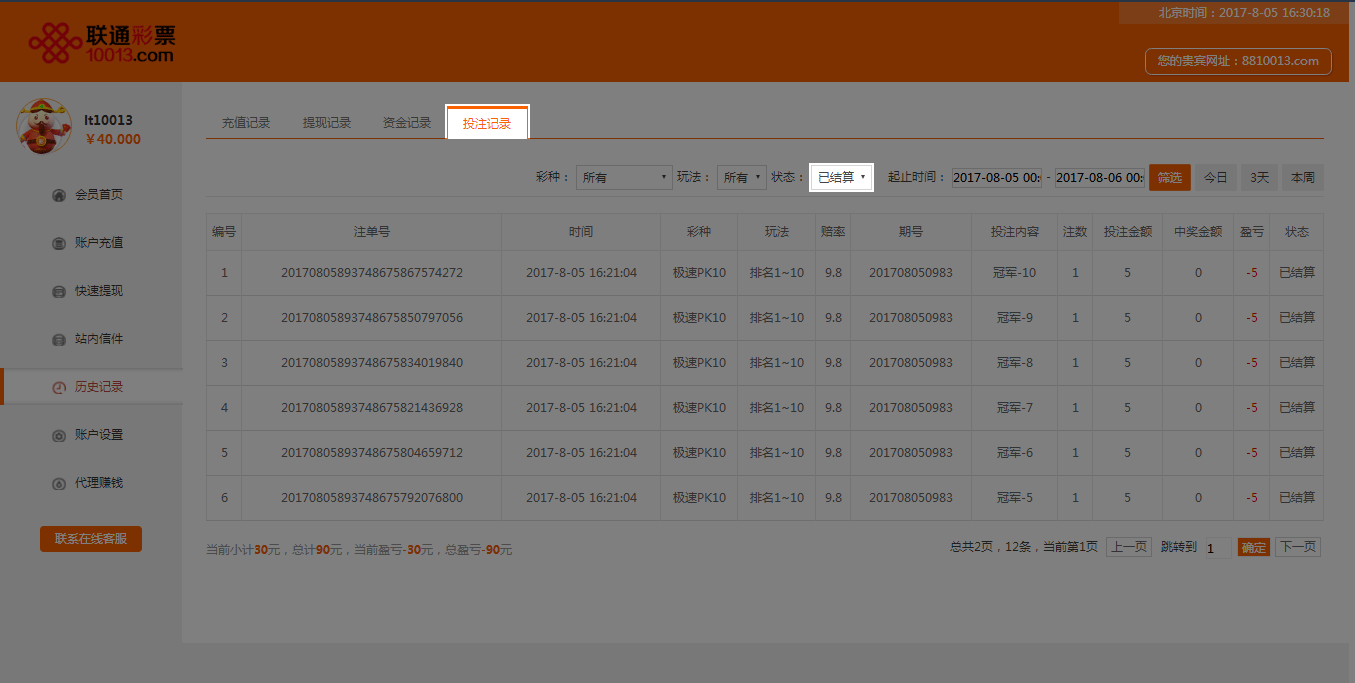 北京时间：2017-8-05 16:30:18
联通彩票
10013.com
您的贵宾网址：8810013.com
lt10013
￥40.000
会员首页
账户充值
快速提现
站内信件
历史记录
账户设置
代理赚钱
联系在线客服
充值记录 提现记录 资金记录 投注记录
彩种： 所有 玩法： 所有 状态： 已结算 起止时间： 2017-08-05 00: - 2017-08-06 00: 筛选 今日 3天 本周
编号 注单号 时间 彩种 玩法 赔率 期号 投注内容 注数 投注金额 中奖金额 盈亏 状态
1 20170805893748675867574272 2017-8-05 16:21:04 极速PK10 排名1~10 9.8 201708050983 冠军-10 1 5 0 -5 已结算
2 20170805893748675850797056 2017-8-05 16:21:04 极速PK10 排名1~10 9.8 201708050983 冠军-9 1 5 0 -5 已结算
3 20170805893748675834019840 2017-8-05 16:21:04 极速PK10 排名1~10 9.8 201708050983 冠军-8 1 5 0 -5 已结算
4 20170805893748675821436928 2017-8-05 16:21:04 极速PK10 排名1~10 9.8 201708050983 冠军-7 1 5 0 -5 已结算
5 20170805893748675804659712 2017-8-05 16:21:04 极速PK10 排名1~10 9.8 201708050983 冠军-6 1 5 0 -5 已结算
6 20170805893748675792076800 2017-8-05 16:21:04 极速PK10 排名1~10 9.8 201708050983 冠军-5 1 5 0 -5 已结算
当前小计30元，总计90元，当前盈亏-30元，总盈亏-90元
总共2页，12条，当前第1页 上一页 跳转到 1 确定 下一页